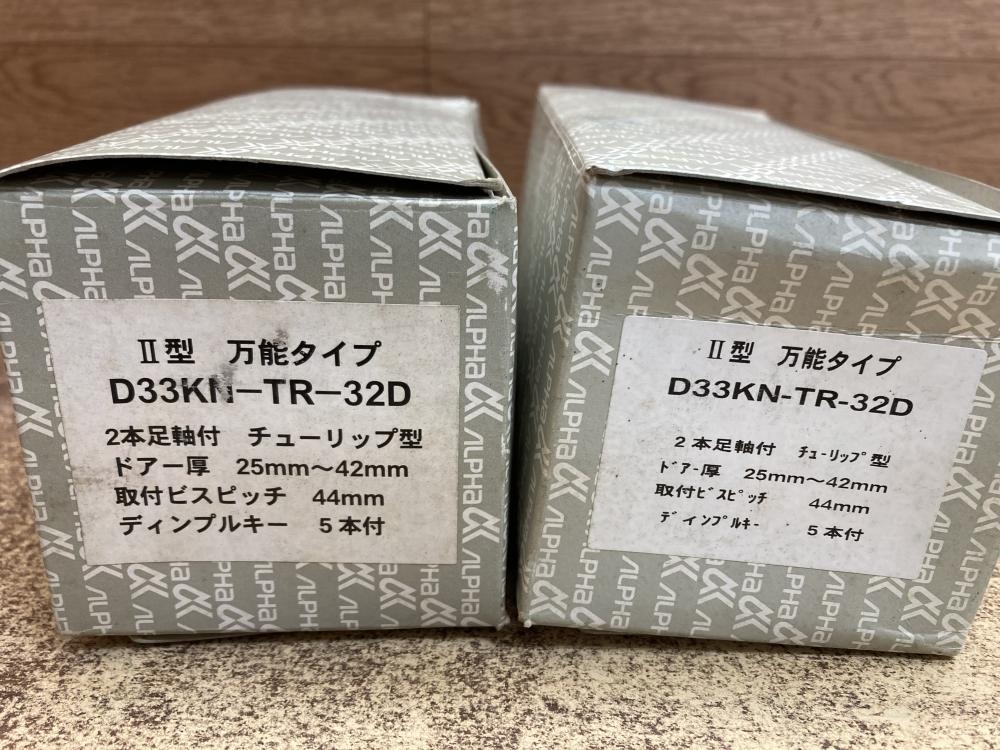 II型 万能タイプ
D33KN-TR-32D
2本足軸付 チューリップ型
ドアー厚 25mm～42mm
取付ビスピッチ 44mm
ディンプルキー 5本付
II型 万能タイプ
D33KN-TR-32D
2本足軸付 ﾁｭｰﾘｯﾌﾟ型
ﾄﾞｱｰ厚 25mm～42mm
取付ﾋﾞｽﾋﾟｯﾁ 44mm
ﾃﾞｨﾝﾌﾟﾙｷｰ 5本付
ALPHA
ALPHA